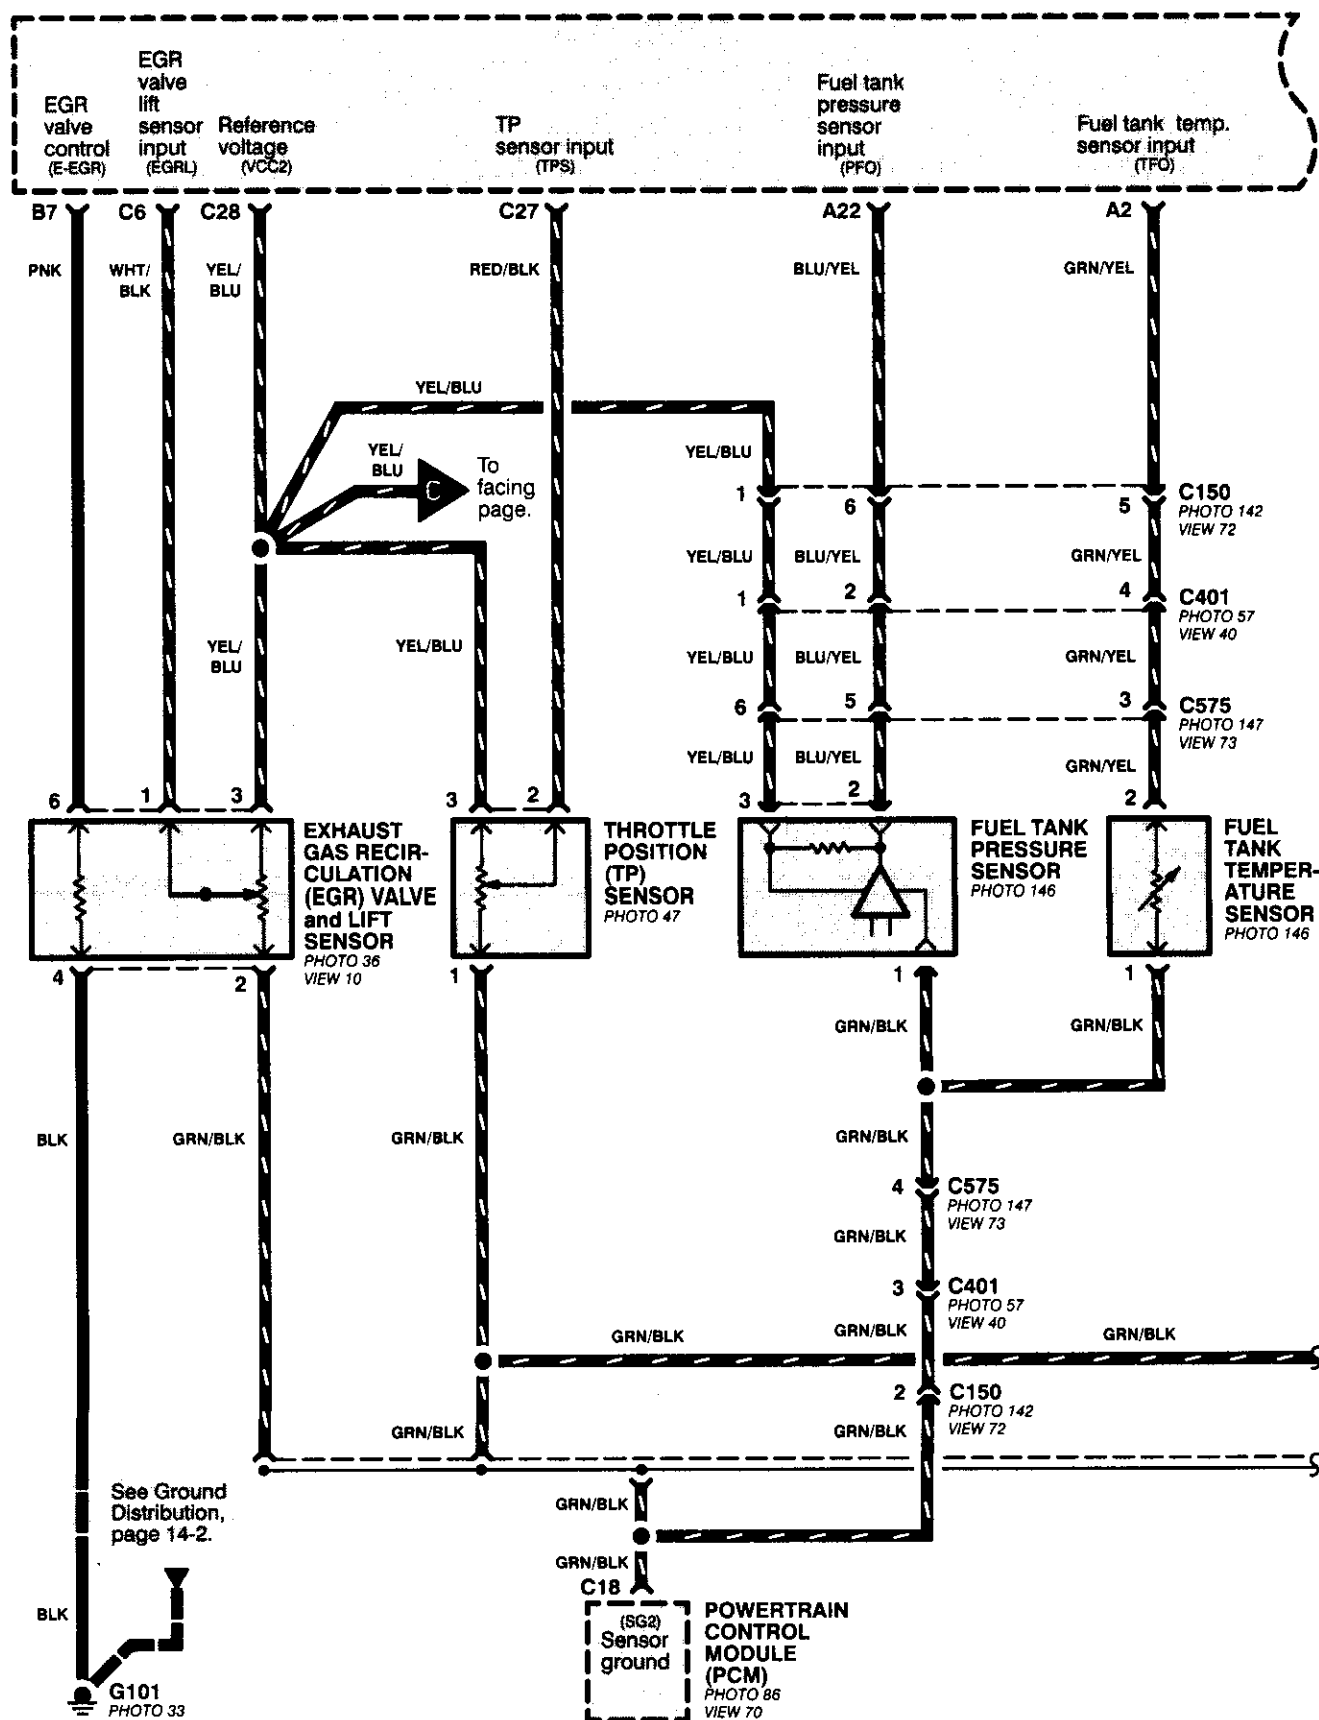 EGR
valve
control
(E-EGR)
EGR
valve
lift
sensor
input
(EGRL)
Reference
voltage
(VCC2)
TP
sensor input
(TPS)
Fuel tank
pressure
sensor
input
(PFO)
Fuel tank temp.
sensor input
(TFO)
B7 C6 C28 C27 A22 A2
PNK
WHT/
BLK
YEL/
BLU
RED/BLK
BLU/YEL
GRN/YEL
YEL/BLU
YEL/
BLU
C
To
facing
page.
YEL/BLU
1 6 5
C150
PHOTO 142
VIEW 72
YEL/BLU BLU/YEL GRN/YEL
1 2 4
C401
PHOTO 57
VIEW 40
YEL/
BLU
YEL/BLU
YEL/BLU BLU/YEL GRN/YEL
6 5 3
C575
PHOTO 147
VIEW 73
YEL/BLU BLU/YEL GRN/YEL
6 1 3 3 2 3 2 2
EXHAUST
GAS RECIR-
CULATION
(EGR) VALVE
and LIFT
SENSOR
PHOTO 36
VIEW 10
THROTTLE
POSITION
(TP)
SENSOR
PHOTO 47
FUEL TANK
PRESSURE
SENSOR
PHOTO 146
FUEL
TANK
TEMPER-
ATURE
SENSOR
PHOTO 146
4 2 1 1 1
GRN/BLK GRN/BLK
BLK GRN/BLK GRN/BLK GRN/BLK
4 C575
PHOTO 147
VIEW 73
GRN/BLK
3 C401
PHOTO 57
VIEW 40
GRN/BLK GRN/BLK GRN/BLK
2 C150
PHOTO 142
VIEW 72
GRN/BLK GRN/BLK
See Ground
Distribution,
page 14-2.
GRN/BLK
GRN/BLK
C18
BLK
(SG2)
Sensor
ground
POWERTRAIN
CONTROL
MODULE
(PCM)
PHOTO 86
VIEW 70
G101
PHOTO 33